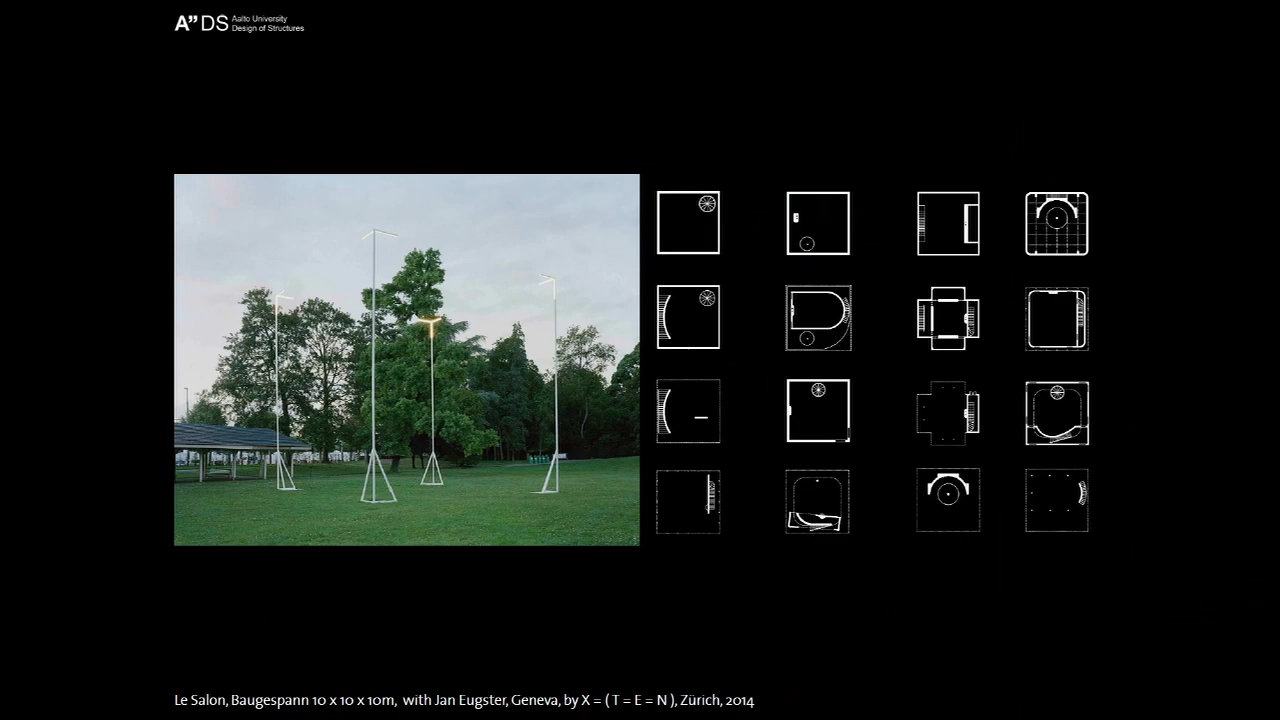 A" DS Aalto University
Design of Structures
Le Salon, Baugespann 10 x 10 x 10m, with Jan Eugster, Geneva, by X = ( T = E = N ), Zürich, 2014